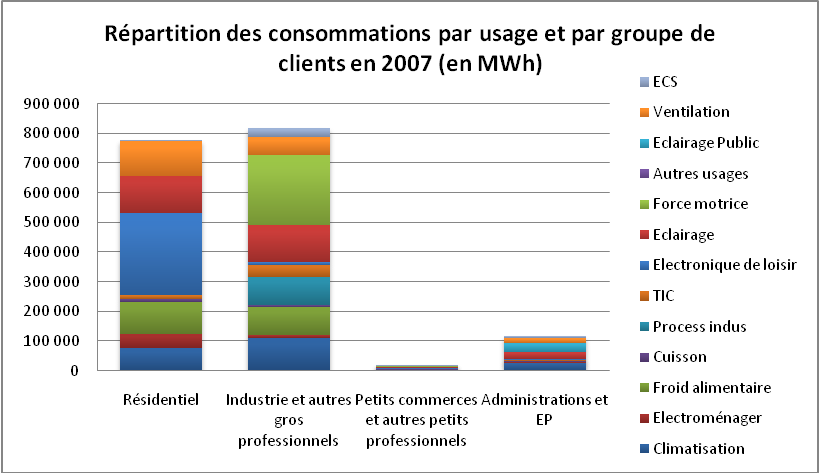 Répartition des consommations par usage et par groupe de
clients en 2007 (en MWh)
900 000
800 000
700 000
600 000
500 000
400 000
300 000
200 000
100 000
0
Résidentiel
Industrie et autres
gros
professionnels
Petits commerces
et autres petits
professionnels
Administrations et
EP
ECS
Ventilation
Eclairage Public
Autres usages
Force motrice
Eclairage
Electronique de loisir
TIC
Process indus
Cuisson
Froid alimentaire
Electroménager
Climatisation